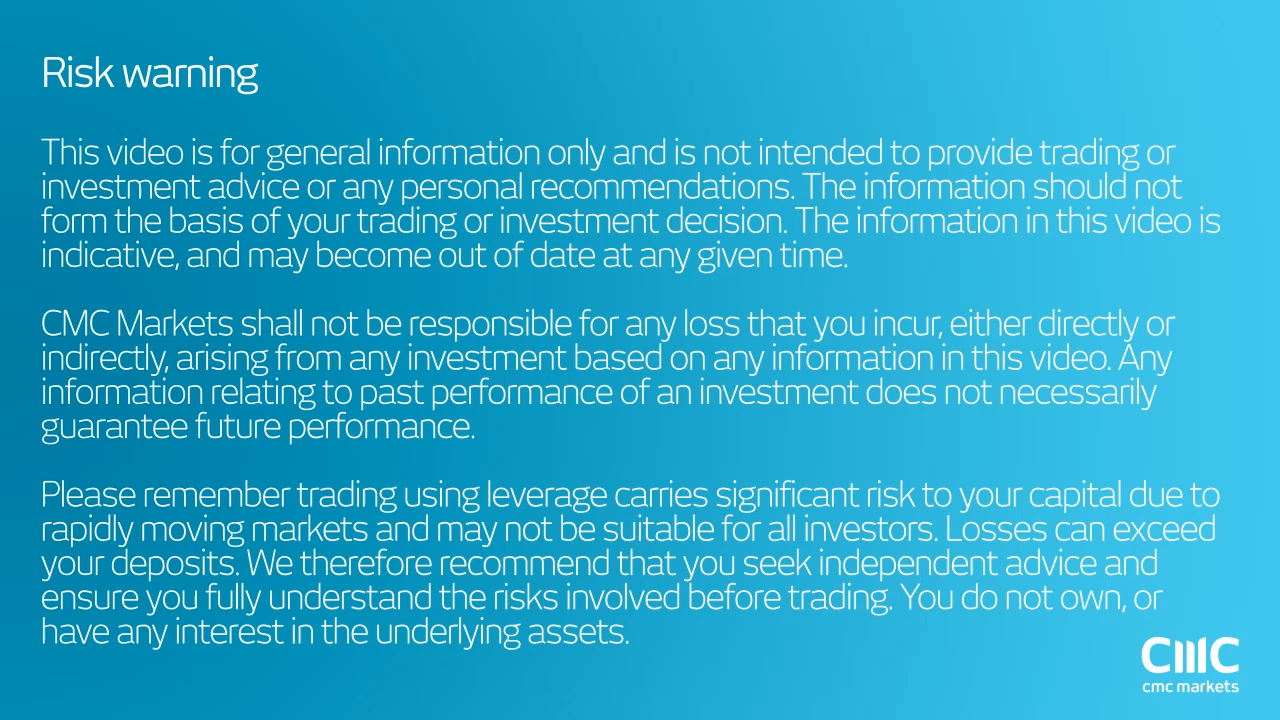 Risk warning
This video is for general information only and is not intended to provide trading or
investment advice or any personal recommendations. The information should not
form the basis of your trading or investment decision. The information in this video is
indicative, and may become out of date at any given time.
CMC Markets shall not be responsible for any loss that you incur, either directly or
indirectly, arising from any investment based on any information in this video. Any
information relating to past performance of an investment does not necessarily
guarantee future performance.
Please remember trading using leverage carries significant risk to your capital due to
rapidly moving markets and may not be suitable for all investors. Losses can exceed
your deposits. We therefore recommend that you seek independent advice and
ensure you fully understand the risks involved before trading. You do not own, or
have any interest in the underlying assets.
CMC
cmc markets